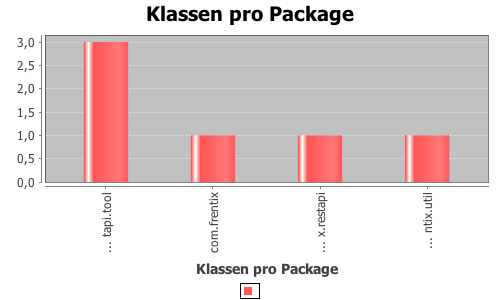 Klassen pro Package
3,0
2,5
2,0
1,5
1,0
0,5
0,0
... tapi.tool
com.frentix
... x.restapi
... ntix.util
Klassen pro Package